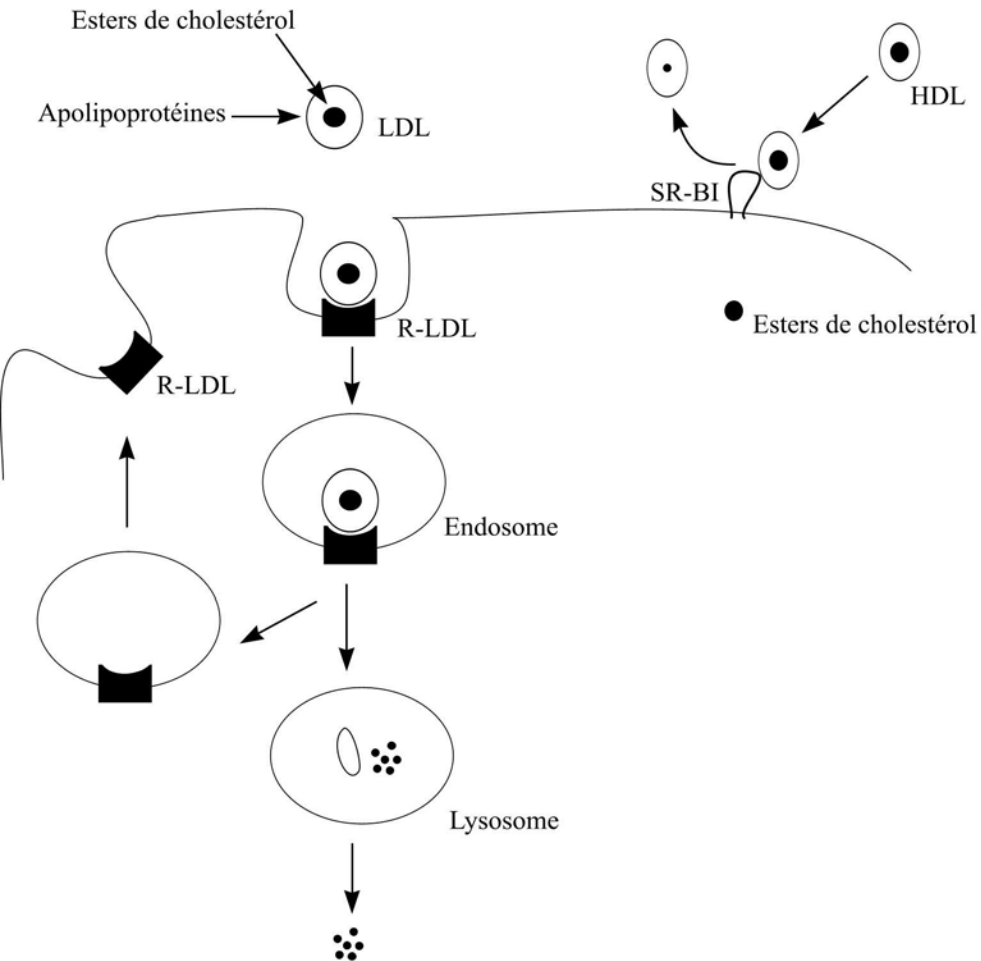 Esters de cholestérol
Apolipoprotéines
LDL
HDL
SR-BI
Esters de cholestérol
R-LDL
R-LDL
Endosome
Lysosome